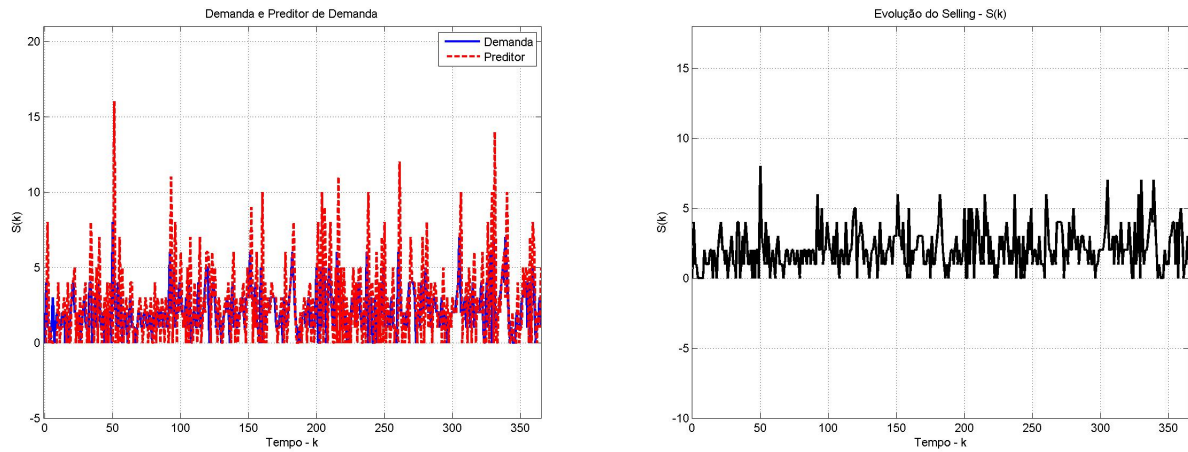 Demanda e Preditor de Demanda
20
15
10
5
0
-5
S(k)
Demanda
Preditor
0 50 100 150 200 250 300 350
Tempo - k
Evolução do Selling - S(k)
15
10
5
0
-5
-10
S(k)
0 50 100 150 200 250 300 350
Tempo - k